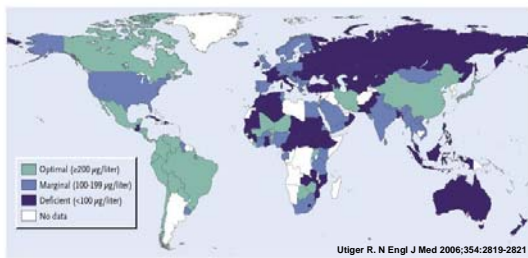 Optimal (≥200 µg/liter)
Marginal (100-199 µg/liter)
Deficient (<100 µg/liter)
No data
Utiger R. N Engl J Med 2006;354:2819-2821